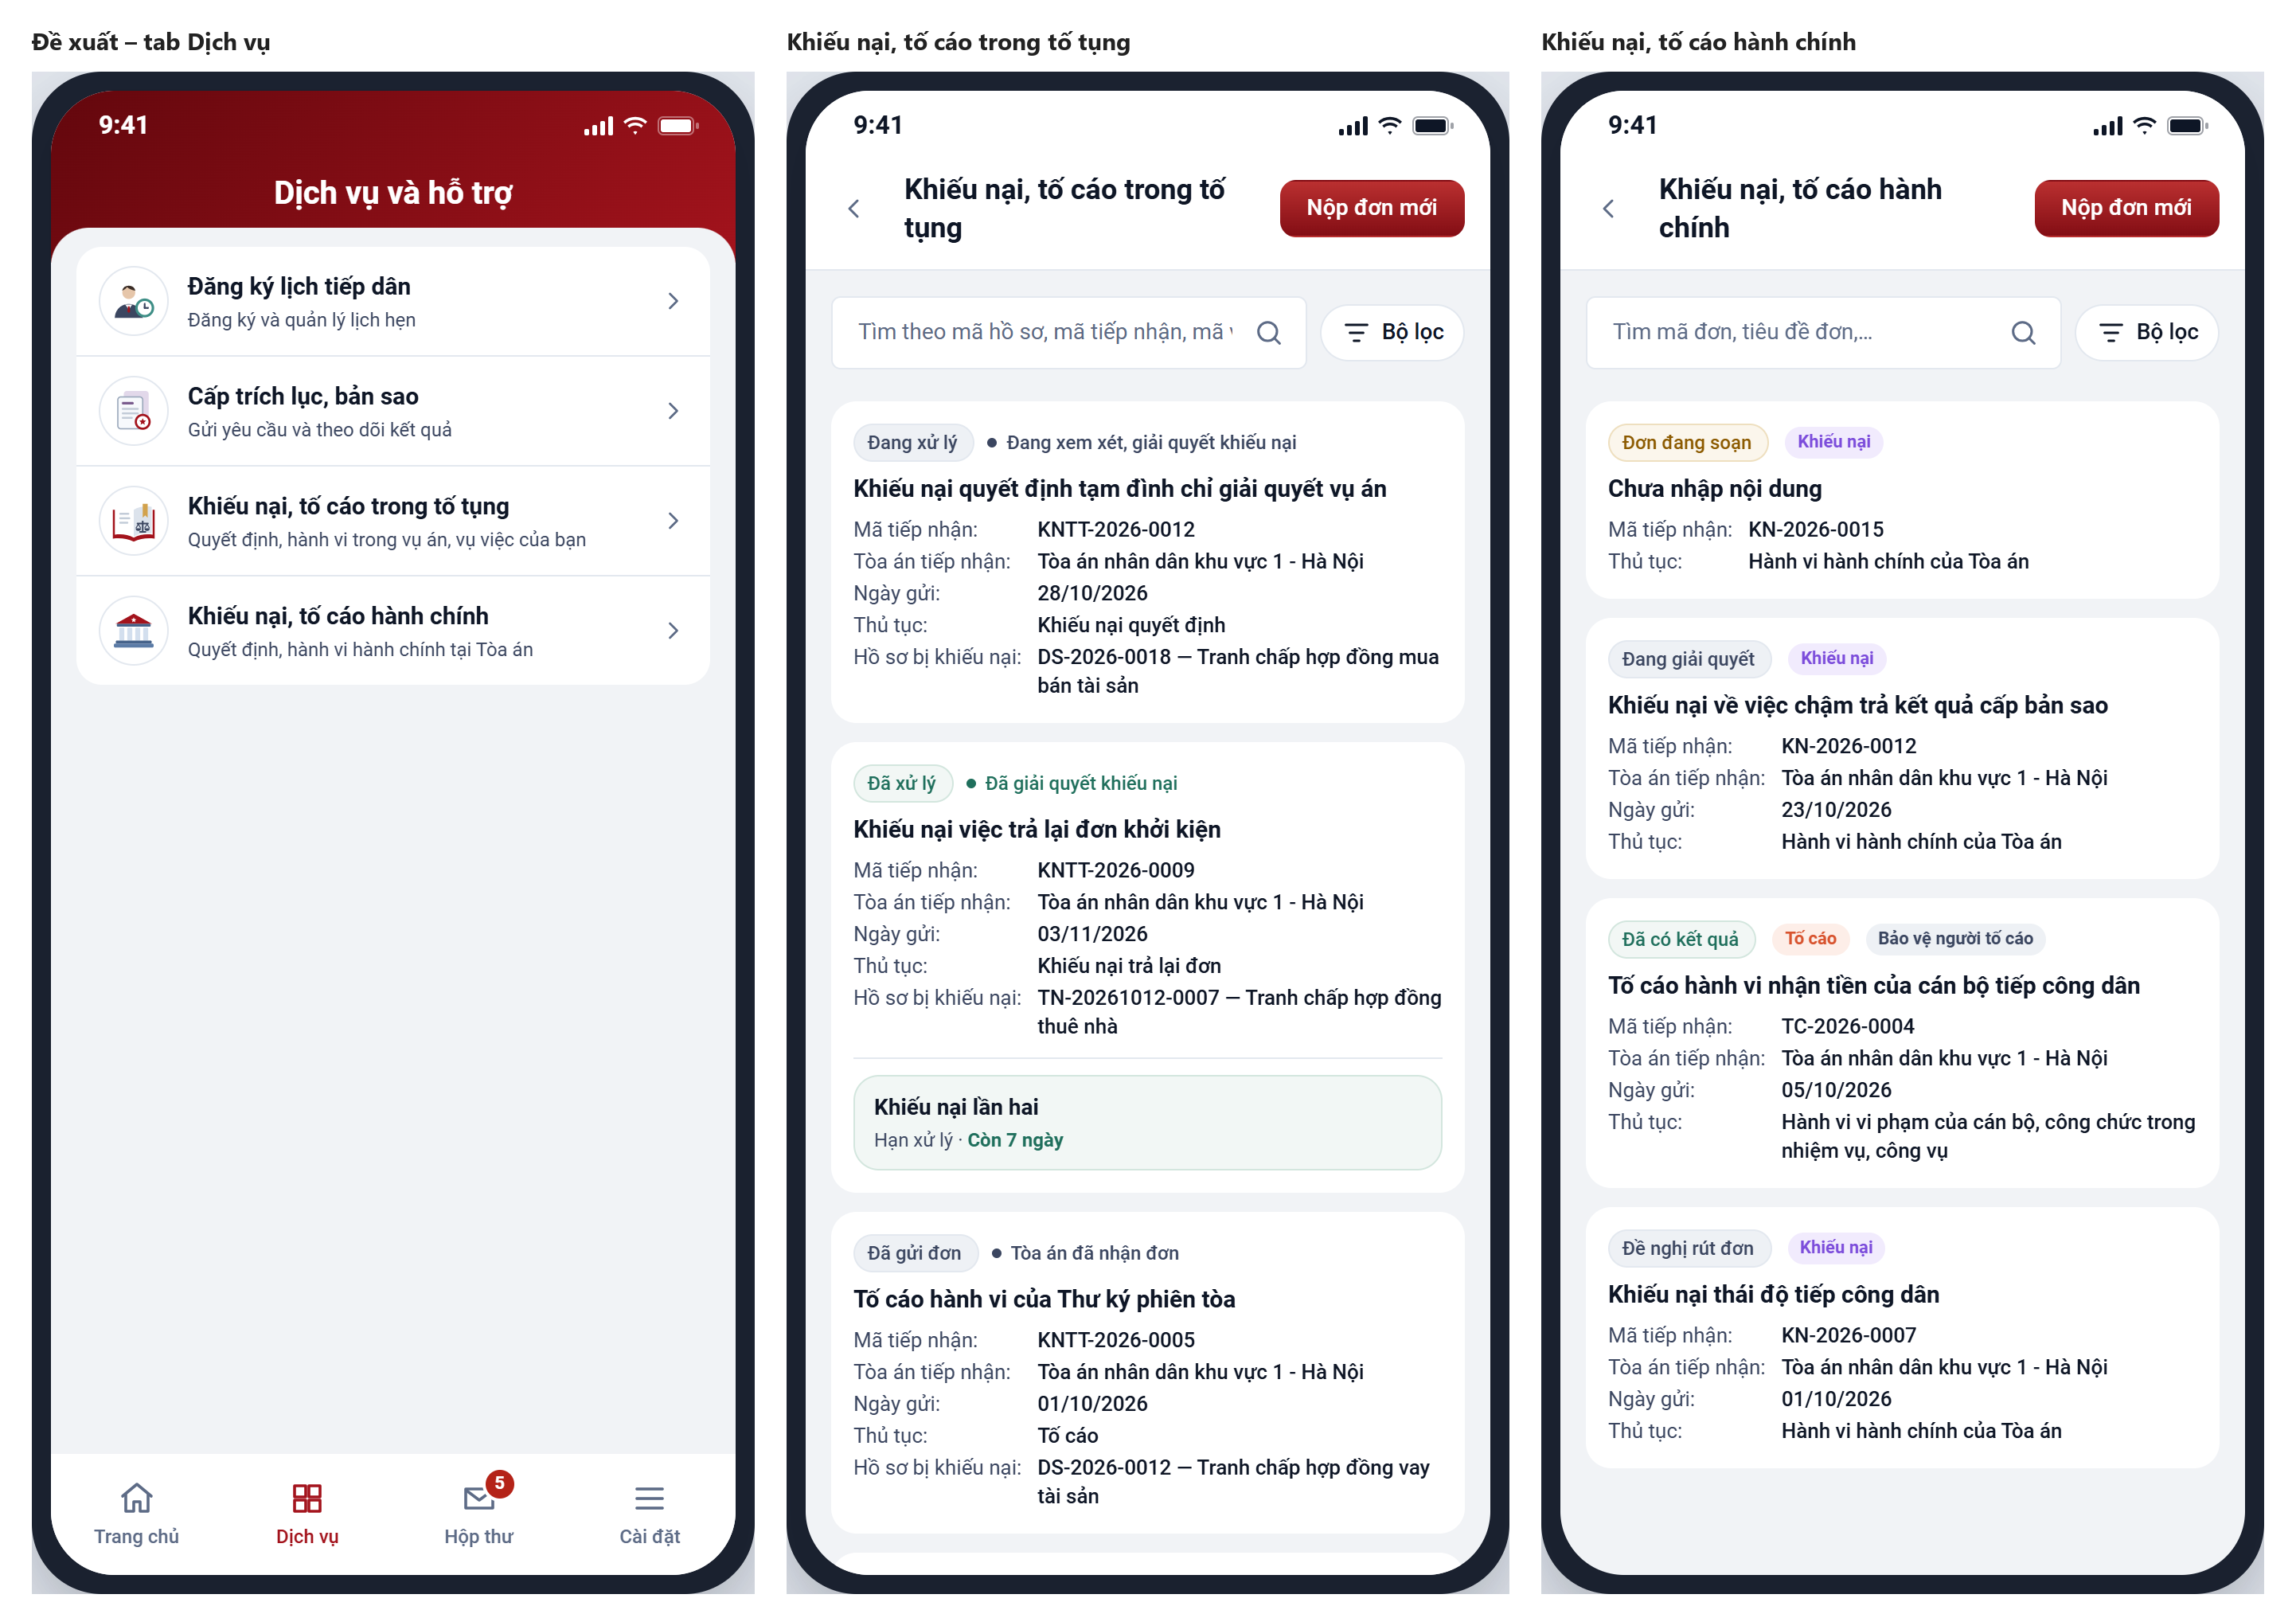 Đề xuất – tab Dịch vụ
9:41
Dịch vụ và hỗ trợ
Đăng ký lịch tiếp dân
Đăng ký và quản lý lịch hẹn
Cấp trích lục, bản sao
Gửi yêu cầu và theo dõi kết quả
Khiếu nại, tố cáo trong tố tụng
Quyết định, hành vi trong vụ án, vụ việc của bạn
Khiếu nại, tố cáo hành chính
Quyết định, hành vi hành chính tại Tòa án
5
Trang chủ
Dịch vụ
Hộp thư
Cài đặt
Khiếu nại, tố cáo trong tố tụng
9:41
Khiếu nại, tố cáo trong tố
tụng
Nộp đơn mới
Tìm theo mã hồ sơ, mã tiếp nhận, mã
Bộ lọc
Đang xử lý
Đang xem xét, giải quyết khiếu nại
Khiếu nại quyết định tạm đình chỉ giải quyết vụ án
Mã tiếp nhận: KNTT-2026-0012
Tòa án tiếp nhận: Tòa án nhân dân khu vực 1 - Hà Nội
Ngày gửi: 28/10/2026
Thủ tục: Khiếu nại quyết định
Hồ sơ bị khiếu nại: DS-2026-0018 — Tranh chấp hợp đồng mua
bán tài sản
Đã xử lý
Đã giải quyết khiếu nại
Khiếu nại việc trả lại đơn khởi kiện
Mã tiếp nhận: KNTT-2026-0009
Tòa án tiếp nhận: Tòa án nhân dân khu vực 1 - Hà Nội
Ngày gửi: 03/11/2026
Thủ tục: Khiếu nại trả lại đơn
Hồ sơ bị khiếu nại: TN-20261012-0007 — Tranh chấp hợp đồng
thuê nhà
Khiếu nại lần hai
Hạn xử lý · Còn 7 ngày
Đã gửi đơn
Tòa án đã nhận đơn
Tố cáo hành vi của Thư ký phiên tòa
Mã tiếp nhận: KNTT-2026-0005
Tòa án tiếp nhận: Tòa án nhân dân khu vực 1 - Hà Nội
Ngày gửi: 01/10/2026
Thủ tục: Tố cáo
Hồ sơ bị khiếu nại: DS-2026-0012 — Tranh chấp hợp đồng vay
tài sản
Khiếu nại, tố cáo hành chính
9:41
Khiếu nại, tố cáo hành
chính
Nộp đơn mới
Tìm mã đơn, tiêu đề đơn,...
Bộ lọc
Đơn đang soạn
Khiếu nại
Chưa nhập nội dung
Mã tiếp nhận: KN-2026-0015
Thủ tục: Hành vi hành chính của Tòa án
Đang giải quyết
Khiếu nại
Khiếu nại về việc chậm trả kết quả cấp bản sao
Mã tiếp nhận: KN-2026-0012
Tòa án tiếp nhận: Tòa án nhân dân khu vực 1 - Hà Nội
Ngày gửi: 23/10/2026
Thủ tục: Hành vi hành chính của Tòa án
Đã có kết quả
Tố cáo
Bảo vệ người tố cáo
Tố cáo hành vi nhận tiền của cán bộ tiếp công dân
Mã tiếp nhận: TC-2026-0004
Tòa án tiếp nhận: Tòa án nhân dân khu vực 1 - Hà Nội
Ngày gửi: 05/10/2026
Thủ tục: Hành vi vi phạm của cán bộ, công chức trong
nhiệm vụ, công vụ
Đề nghị rút đơn
Khiếu nại
Khiếu nại thái độ tiếp công dân
Mã tiếp nhận: KN-2026-0007
Tòa án tiếp nhận: Tòa án nhân dân khu vực 1 - Hà Nội
Ngày gửi: 01/10/2026
Thủ tục: Hành vi hành chính của Tòa án